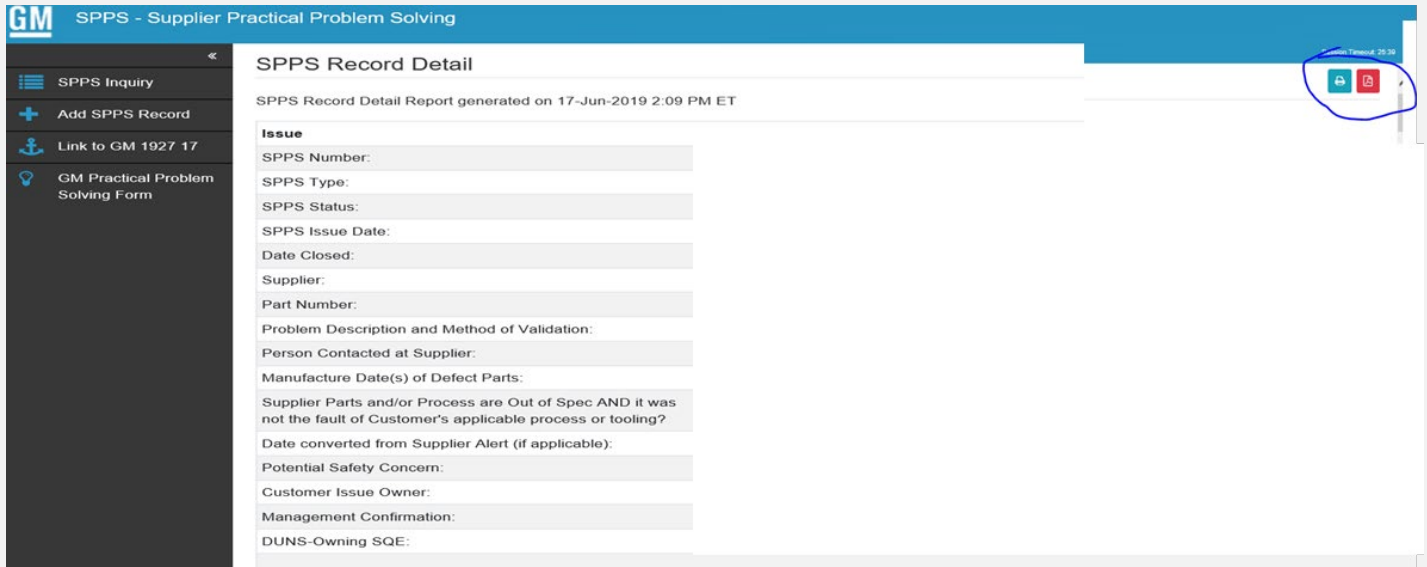 GM
SPPS - Supplier Practical Problem Solving
Session Timeout: 26:39
SPPS Inquiry
Add SPPS Record
Link to GM 1927 17
GM Practical Problem
Solving Form
SPPS Record Detail
SPPS Record Detail Report generated on 17-Jun-2019 2:09 PM ET
Issue
SPPS Number:
SPPS Type:
SPPS Status:
SPPS Issue Date:
Date Closed:
Supplier:
Part Number:
Problem Description and Method of Validation:
Person Contacted at Supplier:
Manufacture Date(s) of Defect Parts:
Supplier Parts and/or Process are Out of Spec AND it was
not the fault of Customer's applicable process or tooling?
Date converted from Supplier Alert (if applicable):
Potential Safety Concern:
Customer Issue Owner:
Management Confirmation:
DUNS-Owning SQE: